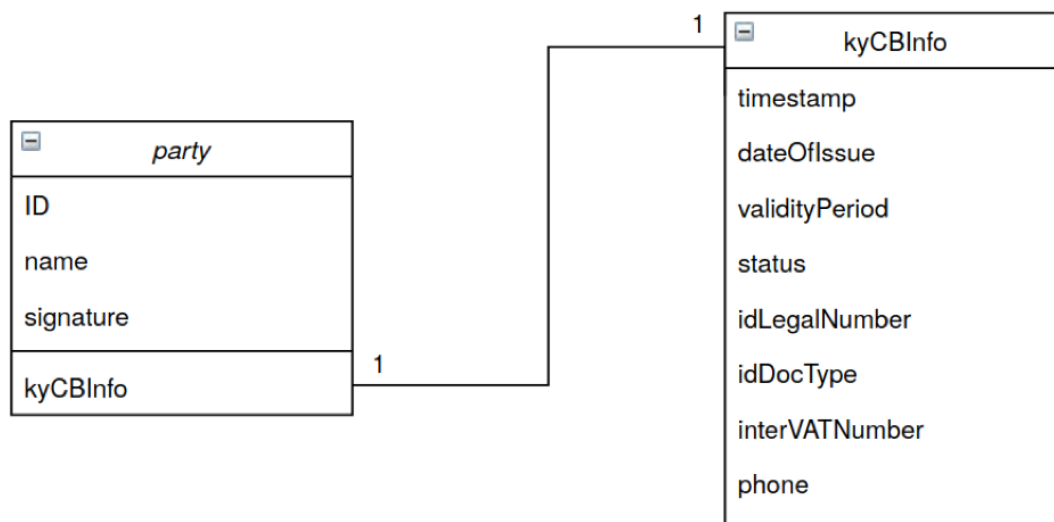 party
ID
name
signature
kyCBInfo
1
1
kyCBInfo
timestamp
dateOfIssue
validityPeriod
status
idLegalNumber
idDocType
interVATNumber
phone